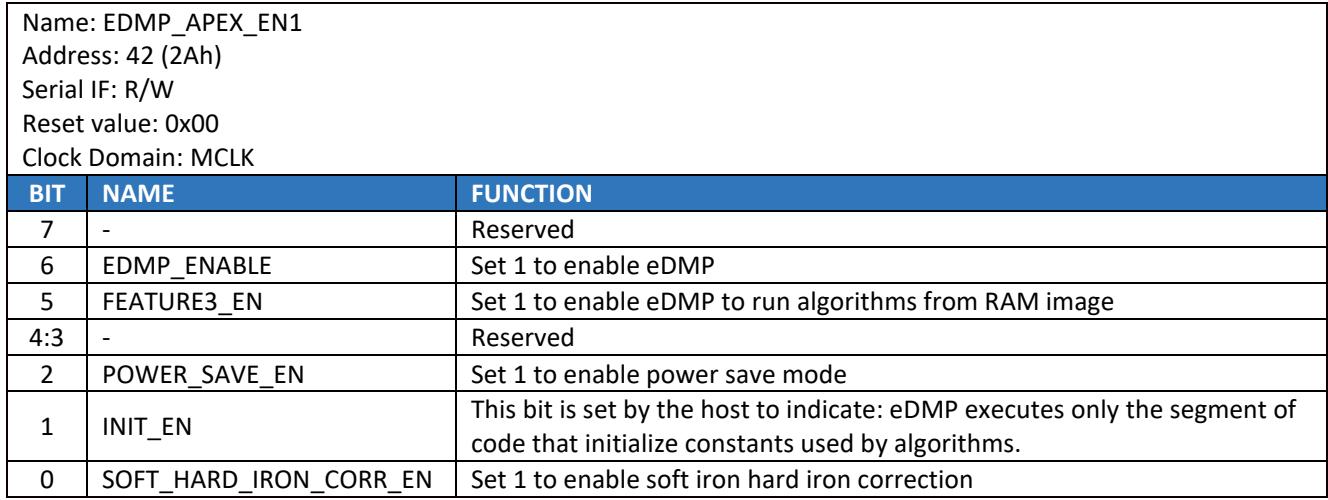 Name: EDMP_APEX_EN1
Address: 42 (2Ah)
Serial IF: R/W
Reset value: 0x00
Clock Domain: MCLK
BIT NAME FUNCTION
7 - Reserved
6 EDMP_ENABLE Set 1 to enable eDMP
5 FEATURE3_EN Set 1 to enable eDMP to run algorithms from RAM image
4:3 - Reserved
2 POWER_SAVE_EN Set 1 to enable power save mode
1 INIT_EN This bit is set by the host to indicate: eDMP executes only the segment of
code that initialize constants used by algorithms.
0 SOFT_HARD_IRON_CORR_EN Set 1 to enable soft iron hard iron correction